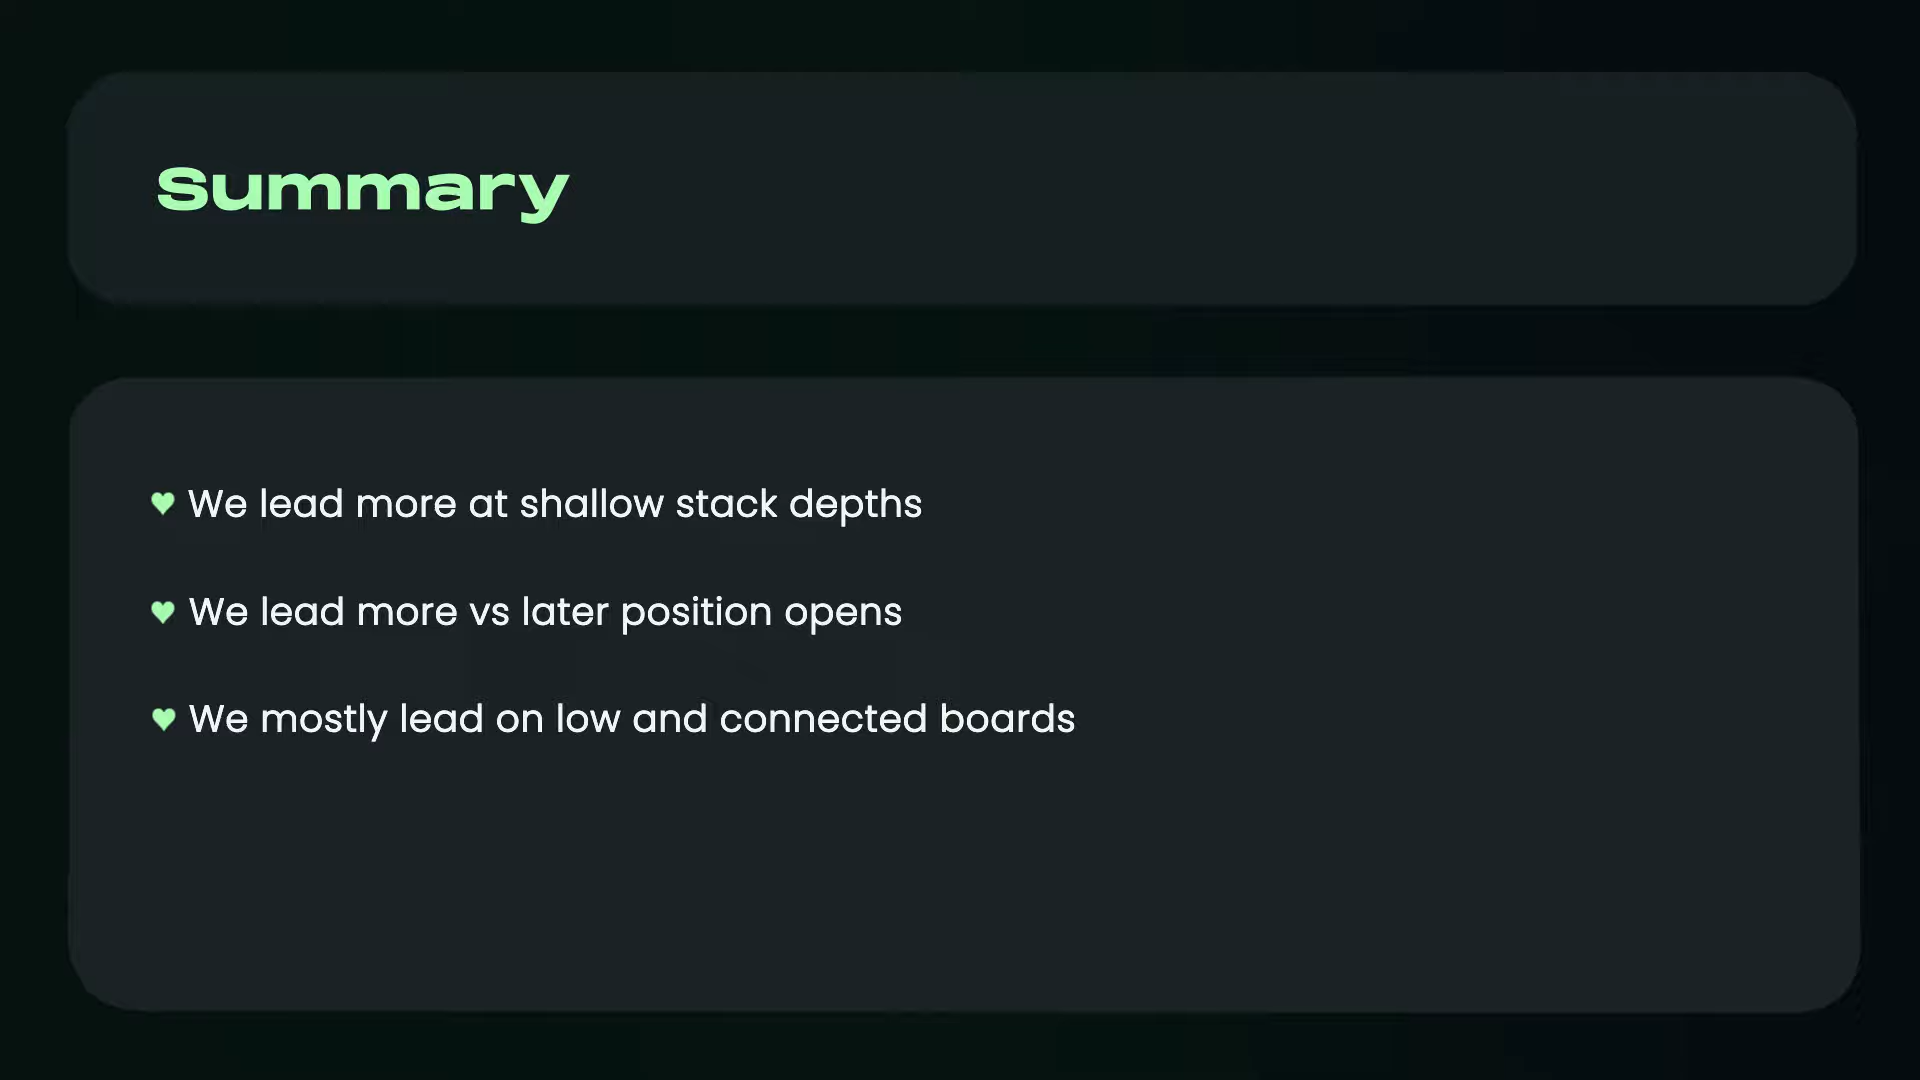 Summary
We lead more at shallow stack depths
We lead more vs later position opens
We mostly lead on low and connected boards